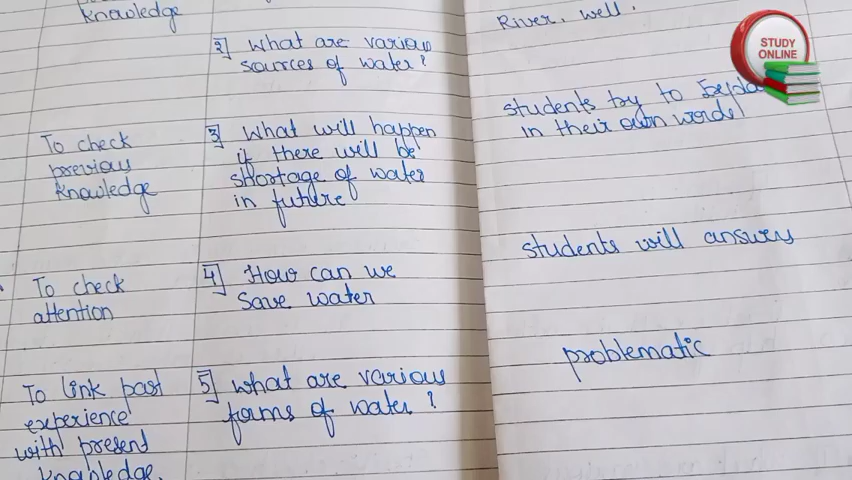 knowledge
2] What are various
sources of water?
River, well.
To check
previous
knowledge
3] What will happen
if there will be
shortage of water
in future
students try to Explain
in their own words
To check
attention
4] How can we
Save water
students will answers
To link past
experience
with present
knowledge.
5] what are various
forms of water?
problematic
STUDY
ONLINE